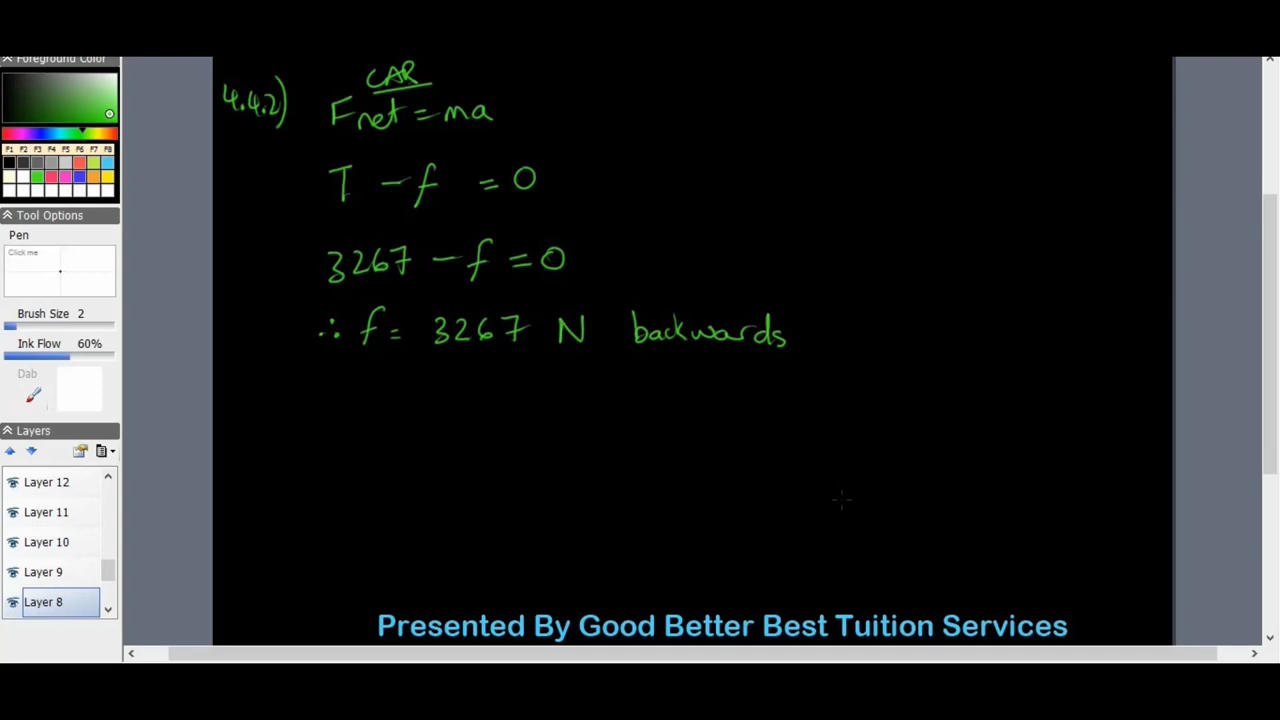 Foreground Color
F1 F2 F3 F4 F5 F6 F7 F8
Tool Options
Pen
Click me
Brush Size 2
Ink Flow 60%
Dab
Layers
Layer 12
Layer 11
Layer 10
Layer 9
Layer 8
4.4.2) CAR
Fnet = ma
T - f = 0
3267 - f = 0
∴ f = 3267 N backwards
Presented By Good Better Best Tuition Services